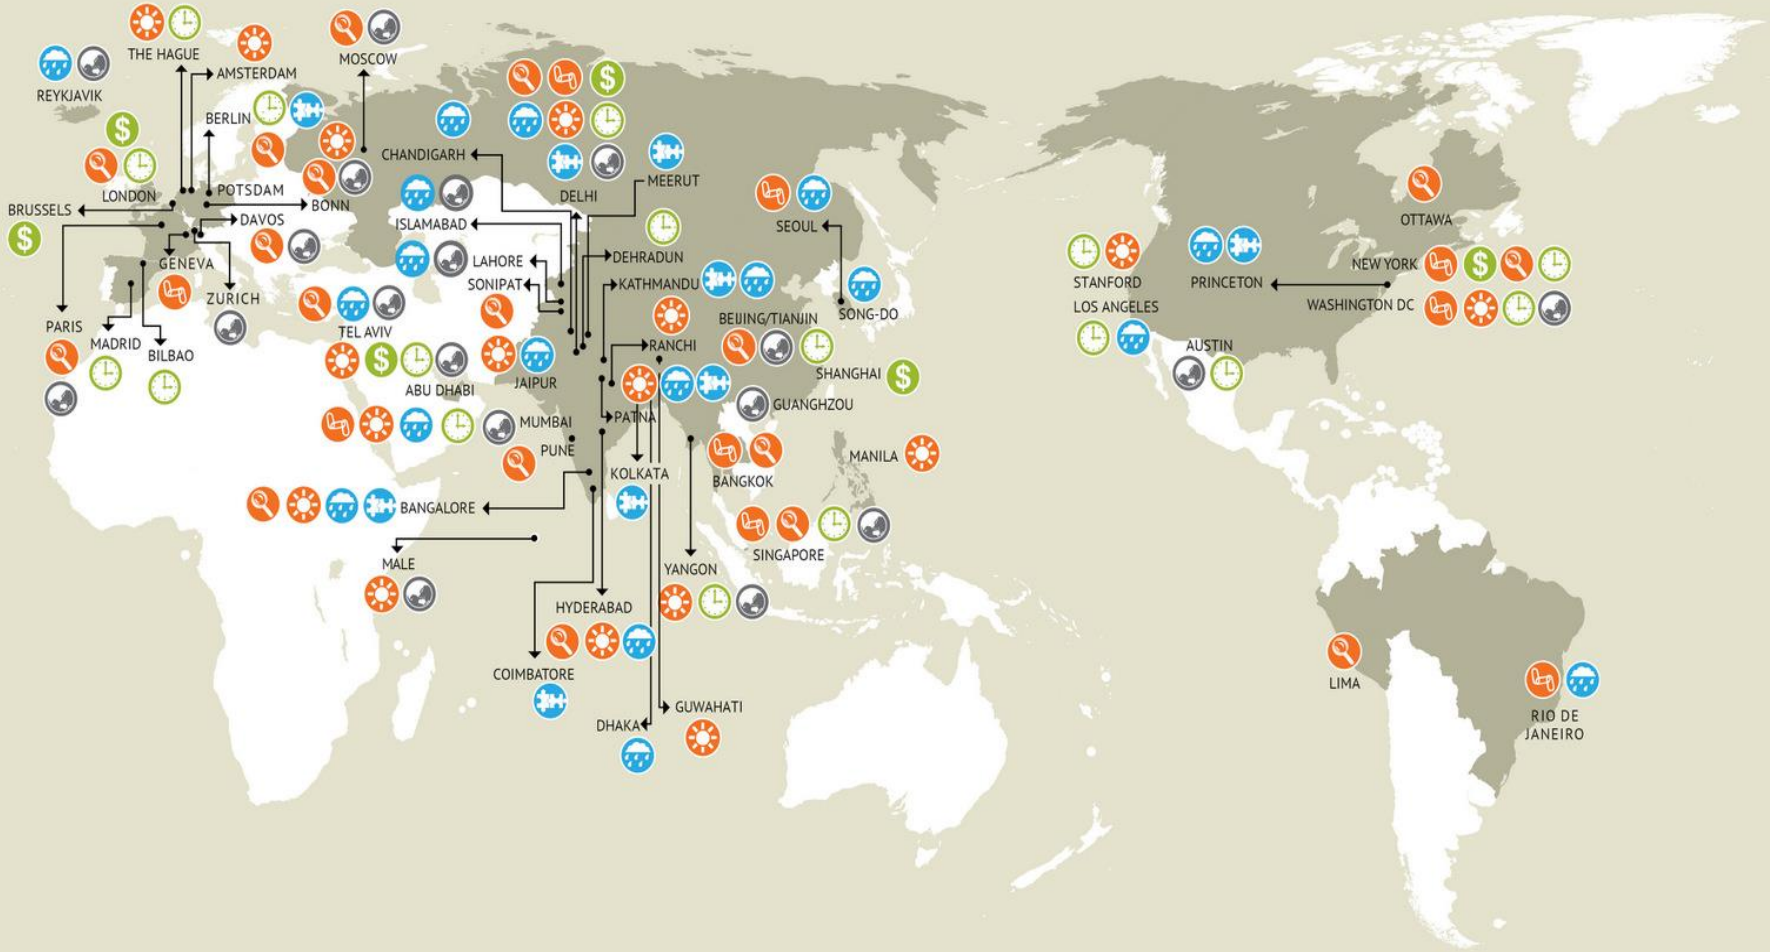 THE HAGUE
MOSCOW
AMSTERDAM
REYKJAVIK
BERLIN
CHANDIGARH
MEERUT
DELHI
LONDON
POTSDAM
BONN
BRUSSELS
DAVOS
ISLAMABAD
SEOUL
OTTAWA
GENEVA
LAHORE
DEHRADUN
NEW YORK
ZURICH
SONIPAT
KATHMANDU
STANFORD
PRINCETON
PARIS
TEL AVIV
BEIJING/TIANJIN
SONG-DO
LOS ANGELES
WASHINGTON DC
MADRID
BILBAO
RANCHI
AUSTIN
ABU DHABI
JAIPUR
SHANGHAI
PATNA
GUANGHZOU
MUMBAI
PUNE
MANILA
KOLKATA
BANGKOK
BANGALORE
SINGAPORE
MALE
YANGON
HYDERABAD
COIMBATORE
LIMA
GUWAHATI
DHAKA
RIO DE
JANEIRO